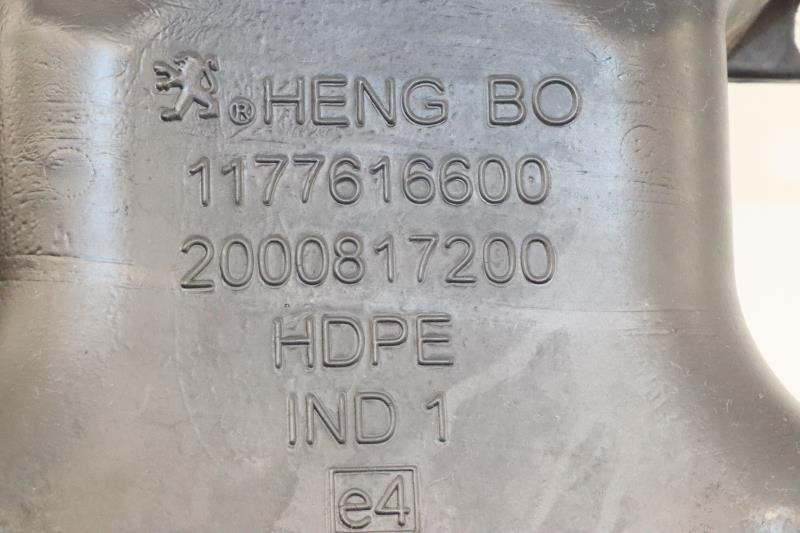 ® HENG BO
1177616600
2000817200
HDPE
IND 1
e4